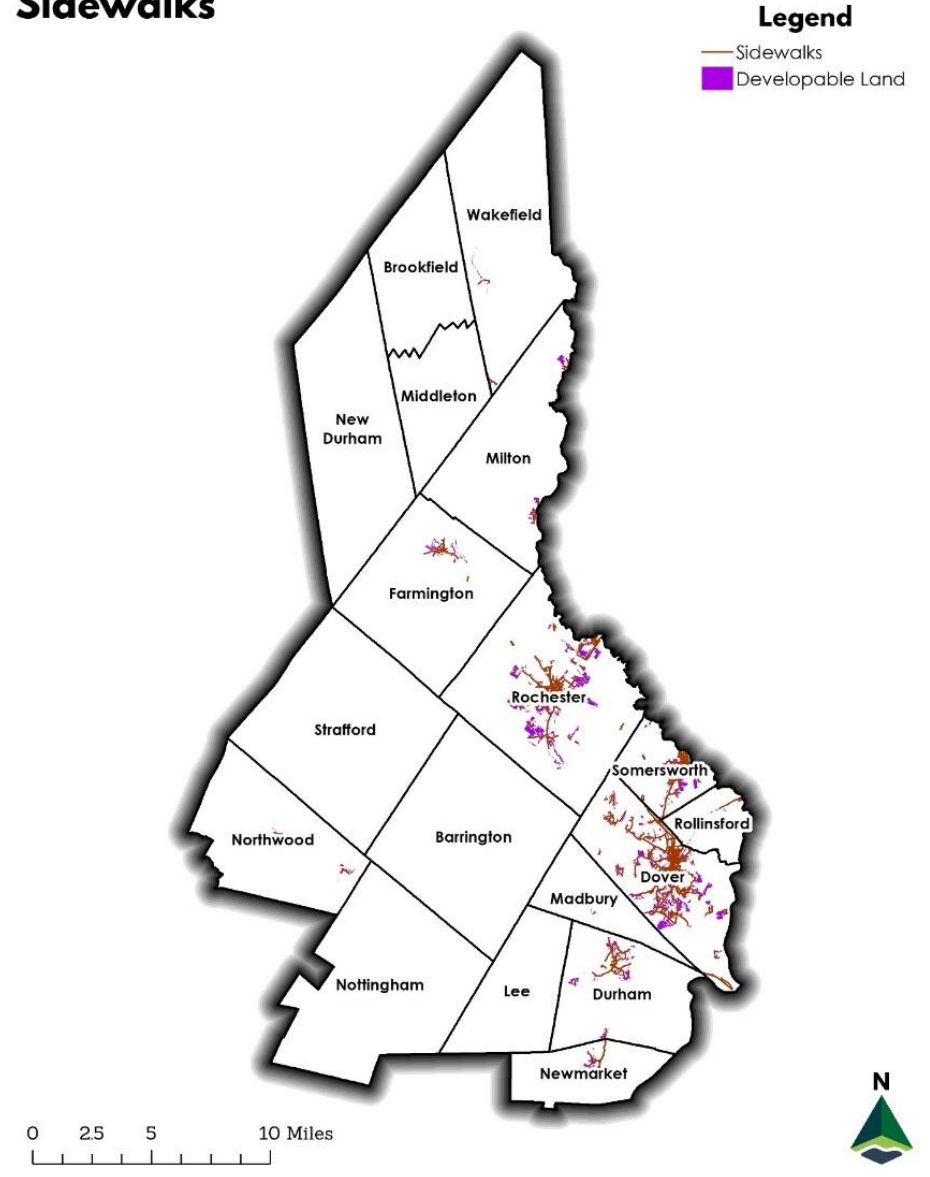 Sidewalks
Legend
Sidewalks
Developable Land
Wakefield
Brookfield
Middleton
New
Durham
Milton
Farmington
Rochester
Strafford
Somersworth
Rollinsford
Northwood
Barrington
Dover
Madbury
Nottingham
Lee
Durham
Newmarket
N
0 2.5 5 10 Miles